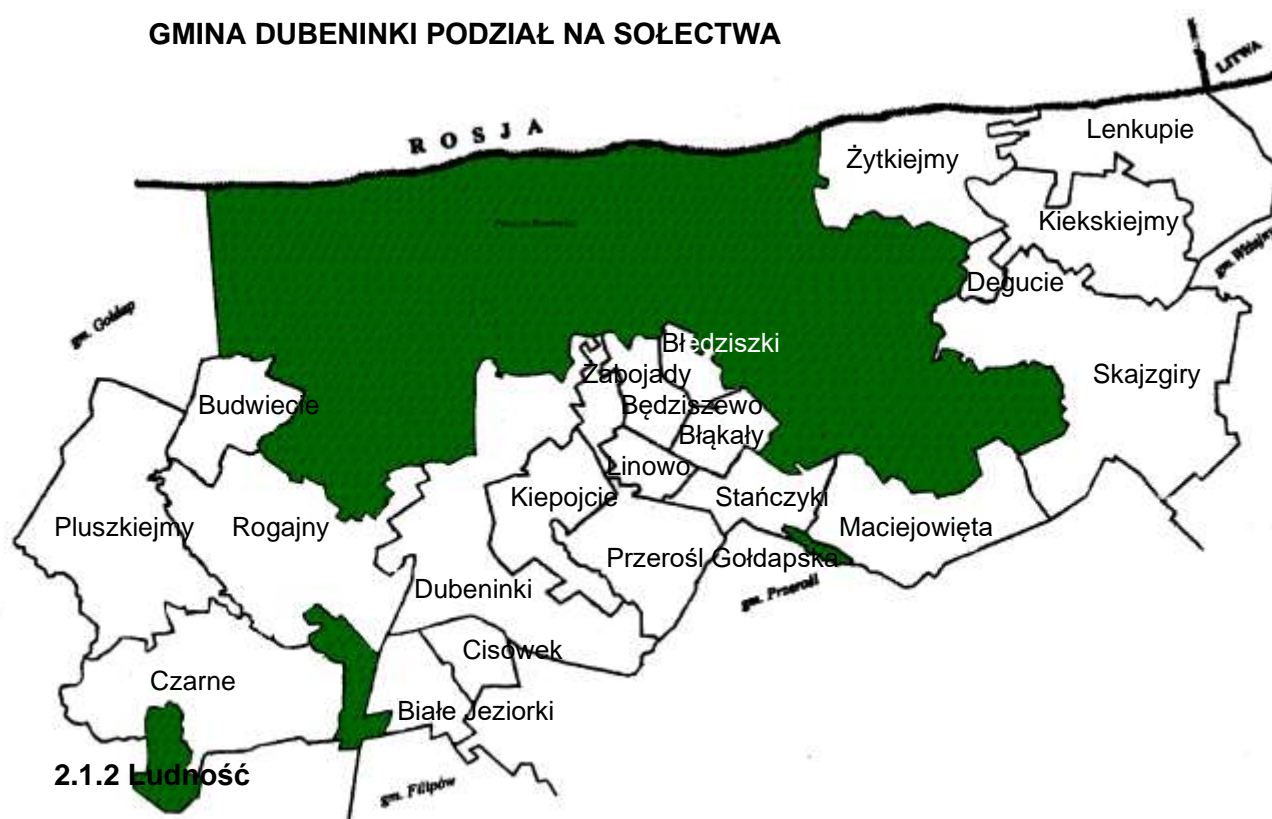 GMINA DUBENINKI PODZIAŁ NA SOŁECTWA
LITWA
ROSJA
Lenkupie
Żytkiejmy
Kiekskiejmy
gm. Wiżajny
Degucie
gm. Gołdap
Błędziszki
Żabojady
Skajzgiry
Budwiecie
Będziszewo
Błąkały
Linowo
Kiepojcie
Stańczyki
Pluszkiejmy
Rogajny
Maciejowięta
Przerośl Gołdapska
Dubeninki
gm. Przerośl
Cisówek
Czarne
Białe Jeziorki
2.1.2 Ludność
gm. Filipów